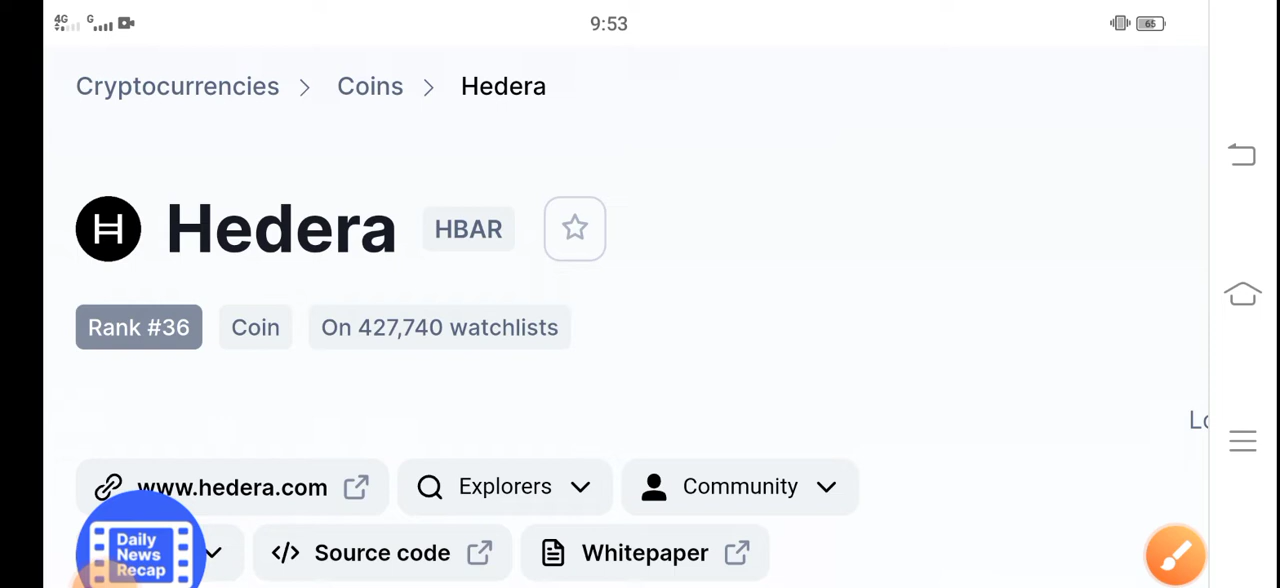 4G G 9:53 65
Cryptocurrencies > Coins > Hedera
H Hedera HBAR
Rank #36 Coin On 427,740 watchlists
www.hedera.com Explorers Community
Daily
News
Recap
</> Source code Whitepaper